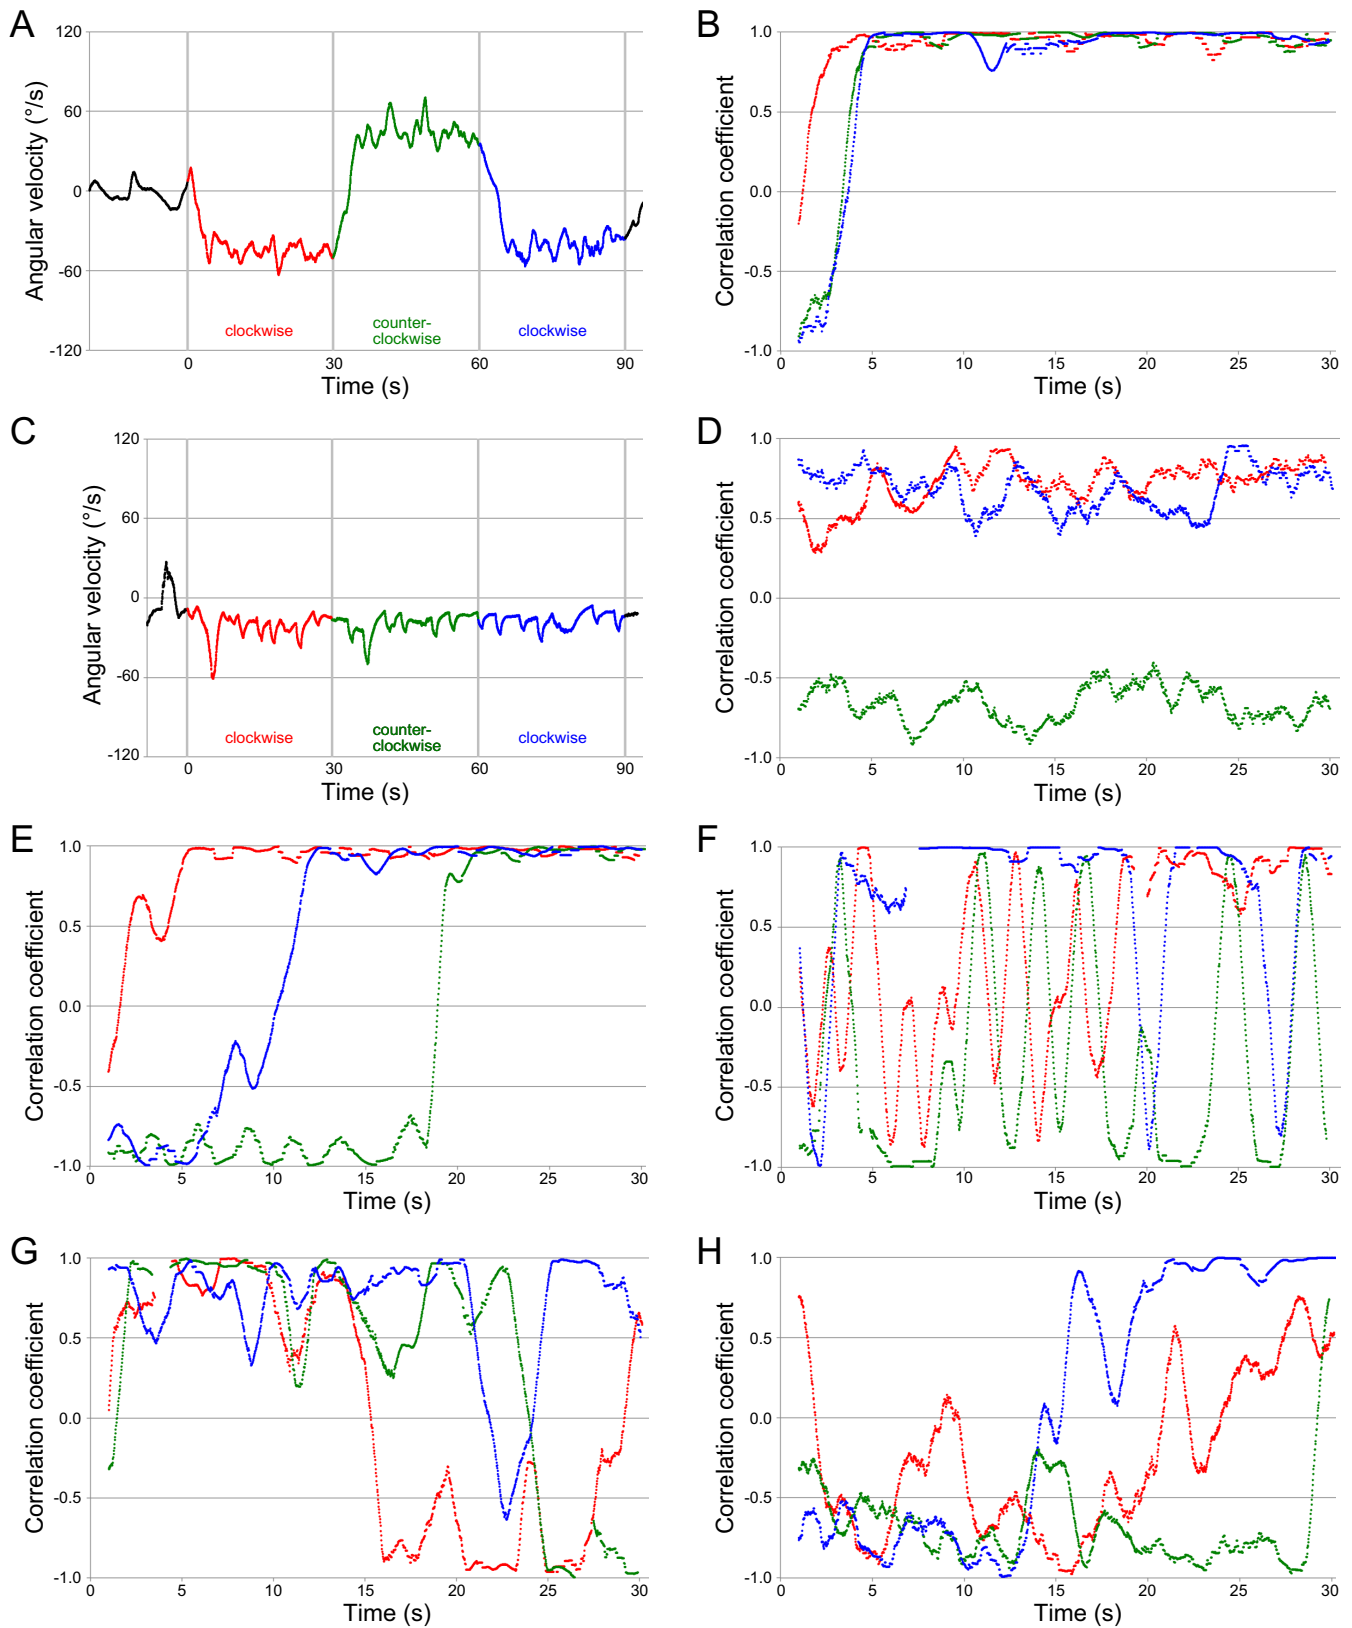 A
Angular velocity (°/s)
120
60
0
-60
-120
clockwise
counter-
clockwise
clockwise
0
30
60
90
Time (s)
B
Correlation coefficient
1.0
0.5
0.0
-0.5
-1.0
0
5
10
15
20
25
30
Time (s)
C
Angular velocity (°/s)
120
60
0
-60
-120
clockwise
counter-
clockwise
clockwise
0
30
60
90
Time (s)
D
Correlation coefficient
1.0
0.5
0.0
-0.5
-1.0
0
5
10
15
20
25
30
Time (s)
E
Correlation coefficient
1.0
0.5
0.0
-0.5
-1.0
0
5
10
15
20
25
30
Time (s)
F
Correlation coefficient
1.0
0.5
0.0
-0.5
-1.0
0
5
10
15
20
25
30
Time (s)
G
Correlation coefficient
1.0
0.5
0.0
-0.5
-1.0
0
5
10
15
20
25
30
Time (s)
H
Correlation coefficient
1.0
0.5
0.0
-0.5
-1.0
0
5
10
15
20
25
30
Time (s)